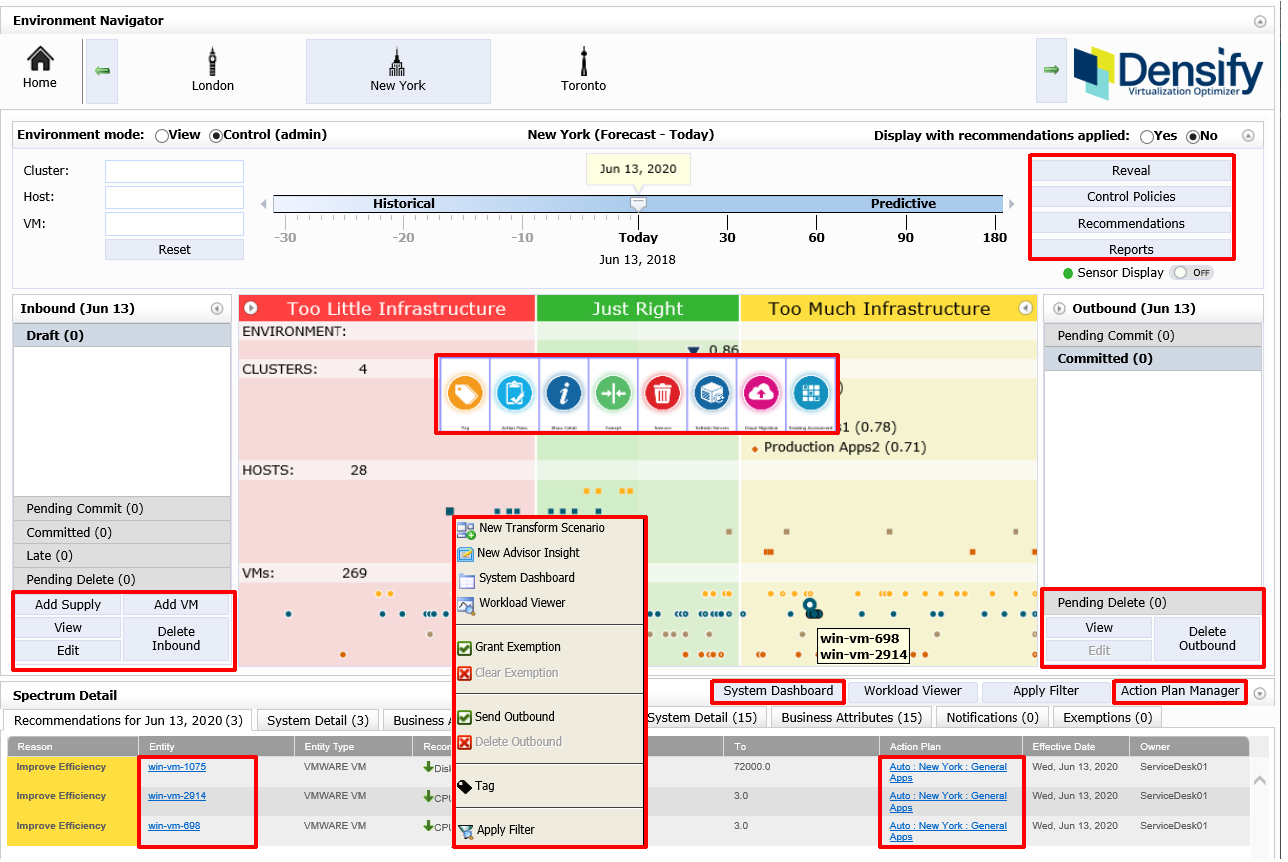 Environment Navigator
Home
London
New York
Toronto
Densify
Virtualization Optimizer
Environment mode: View Control (admin)
New York (Forecast - Today)
Display with recommendations applied: Yes No
Cluster:
Host:
VM:
Reset
Jun 13, 2020
Historical
Predictive
-30 -20 -10 Today 30 60 90 180
Jun 13, 2018
Reveal
Control Policies
Recommendations
Reports
Sensor Display OFF
Inbound (Jun 13)
Draft (0)
Pending Commit (0)
Committed (0)
Late (0)
Pending Delete (0)
Add Supply
Add VM
View
Edit
Delete
Inbound
Too Little Infrastructure
Just Right
Too Much Infrastructure
ENVIRONMENT:
0.86
CLUSTERS: 4
Tag
Action Plans
Show Detail
Exempt
Remove
Refresh Servers
Cloud Migration
)
s1 (0.78)
Production Apps2 (0.71)
HOSTS: 28
VMs: 269
New Transform Scenario
New Advisor Insight
System Dashboard
Workload Viewer
Grant Exemption
Clear Exemption
Send Outbound
Delete Outbound
Tag
Apply Filter
win-vm-698
win-vm-2914
Outbound (Jun 13)
Pending Commit (0)
Committed (0)
Pending Delete (0)
View
Edit
Delete
Outbound
Spectrum Detail
System Dashboard
Workload Viewer
Apply Filter
Action Plan Manager
Recommendations for Jun 13, 2020 (3)
System Detail (3)
Business A
System Detail (15)
Business Attributes (15)
Notifications (0)
Exemptions (0)
Reason Entity Entity Type Recor To Action Plan Effective Date Owner
Improve Efficiency win-vm-1075 VMWARE VM Disk 72000.0 Auto : New York : General Wed, Jun 13, 2020 ServiceDesk01
Apps
Improve Efficiency win-vm-2914 VMWARE VM CPU 3.0 Auto : New York : General Wed, Jun 13, 2020 ServiceDesk01
Apps
Improve Efficiency win-vm-698 VMWARE VM CPU 3.0 Auto : New York : General Wed, Jun 13, 2020 ServiceDesk01
Apps